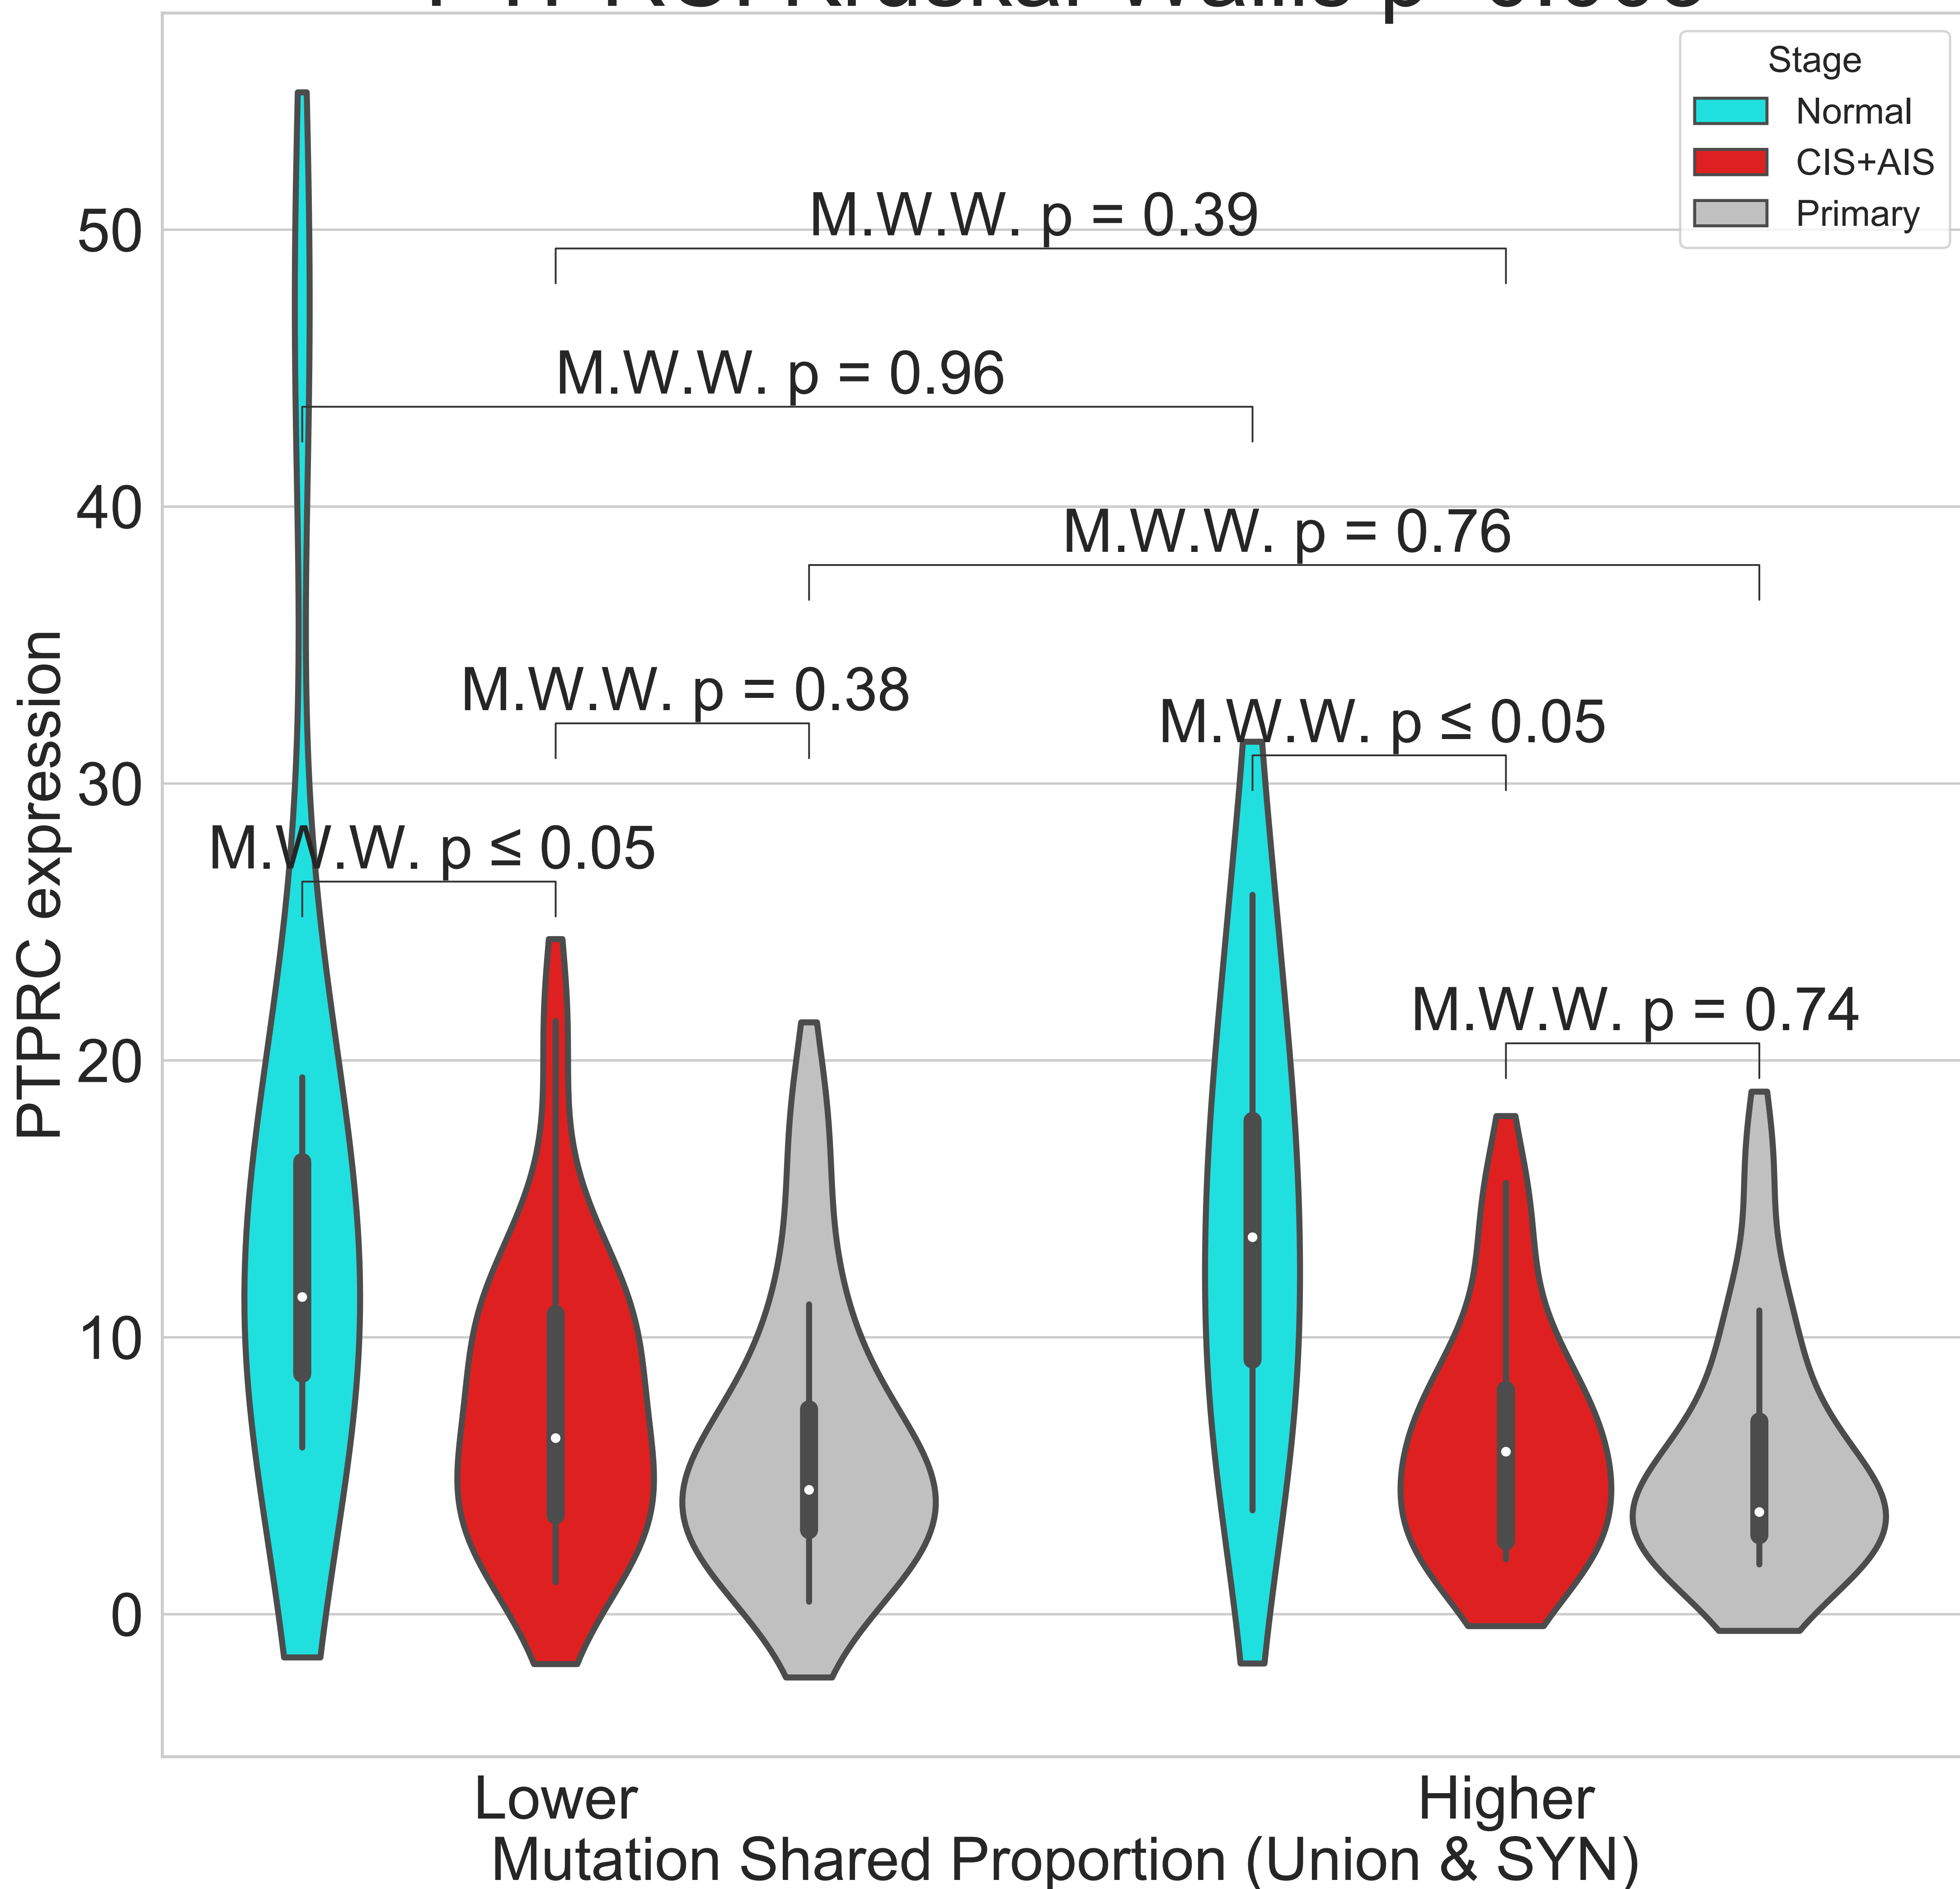 Stage
Normal
CIS+AIS
Primary
50
40
30
20
10
0
PTPRC expression
M.W.W. p = 0.39
M.W.W. p = 0.96
M.W.W. p = 0.76
M.W.W. p = 0.38
M.W.W. p ≤ 0.05
M.W.W. p ≤ 0.05
M.W.W. p = 0.74
Lower
Higher
Mutation Shared Proportion (Union & SYN)